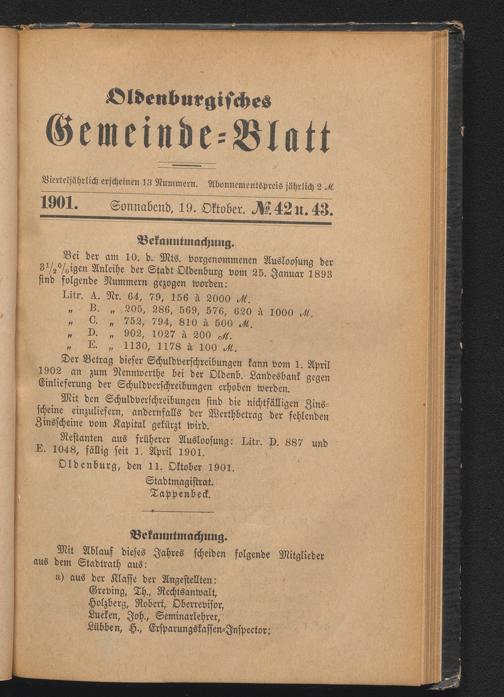 Oldenburgisches
Gemeinde=Blatt
Vierteljährlich erscheinen 13 Nummern. Abonnementspreis jährlich 2 ℳ.
1901. Sonnabend, 19. Oktober. №. 42 u. 43.
Bekanntmachung.
Bei der am 10. d. Mts. vorgenommenen Ausloosung der
3½%igen Anleihe der Stadt Oldenburg vom 25. Januar 1893
sind folgende Nummern gezogen worden:
Litr. A. Nr. 64, 79, 156 à 2000 ℳ.
„ B. „ 205, 286, 569, 576, 620 à 1000 ℳ.
„ C. „ 752, 794, 810 à 500 ℳ.
„ D. „ 902, 1027 à 200 ℳ.
„ E. „ 1130, 1178 à 100 ℳ.
Der Betrag dieser Schuldverschreibungen kann vom 1. April
1902 an zum Nennwerthe bei der Oldenb. Landesbank gegen
Einlieferung der Schuldverschreibungen erhoben werden.
Mit den Schuldverschreibungen sind die nichtfälligen Zins=
scheine einzuliefern, andernfalls der Werthbetrag der fehlenden
Zinsscheine vom Kapital gekürzt wird.
Restanten aus früherer Ausloosung: Litr. D. 887 und
E. 1048, fällig seit 1. April 1901.
Oldenburg, den 11. Oktober 1901.
Stadtmagistrat.
Tappenbeck.
Bekanntmachung.
Mit Ablauf dieses Jahres scheiden folgende Mitglieder
aus dem Stadtrath aus:
a) aus der Klasse der Angestellten:
Greving, Th., Rechtsanwalt,
Holzberg, Robert, Oberrevisor,
Lueken, Joh., Seminarlehrer,
Lübben, H., Ersparungskassen=Inspector;